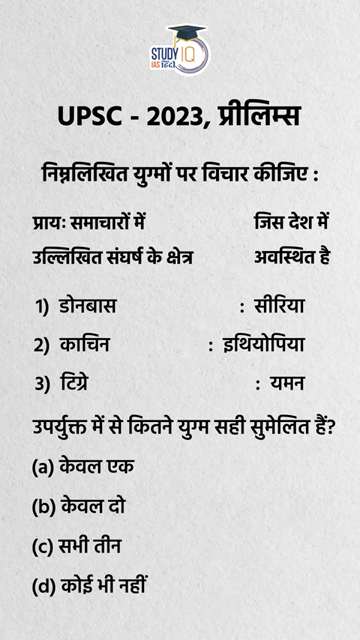 STUDY IQ
IAS हिंदी
UPSC - 2023, प्रीलिम्स
निम्नलिखित युग्मों पर विचार कीजिए :
प्रायः समाचारों में जिस देश में
उल्लिखित संघर्ष के क्षेत्र अवस्थित है
1) डोनबास : सीरिया
2) काचिन : इथियोपिया
3) टिग्रे : यमन
उपर्युक्त में से कितने युग्म सही सुमेलित हैं?
(a) केवल एक
(b) केवल दो
(c) सभी तीन
(d) कोई भी नहीं